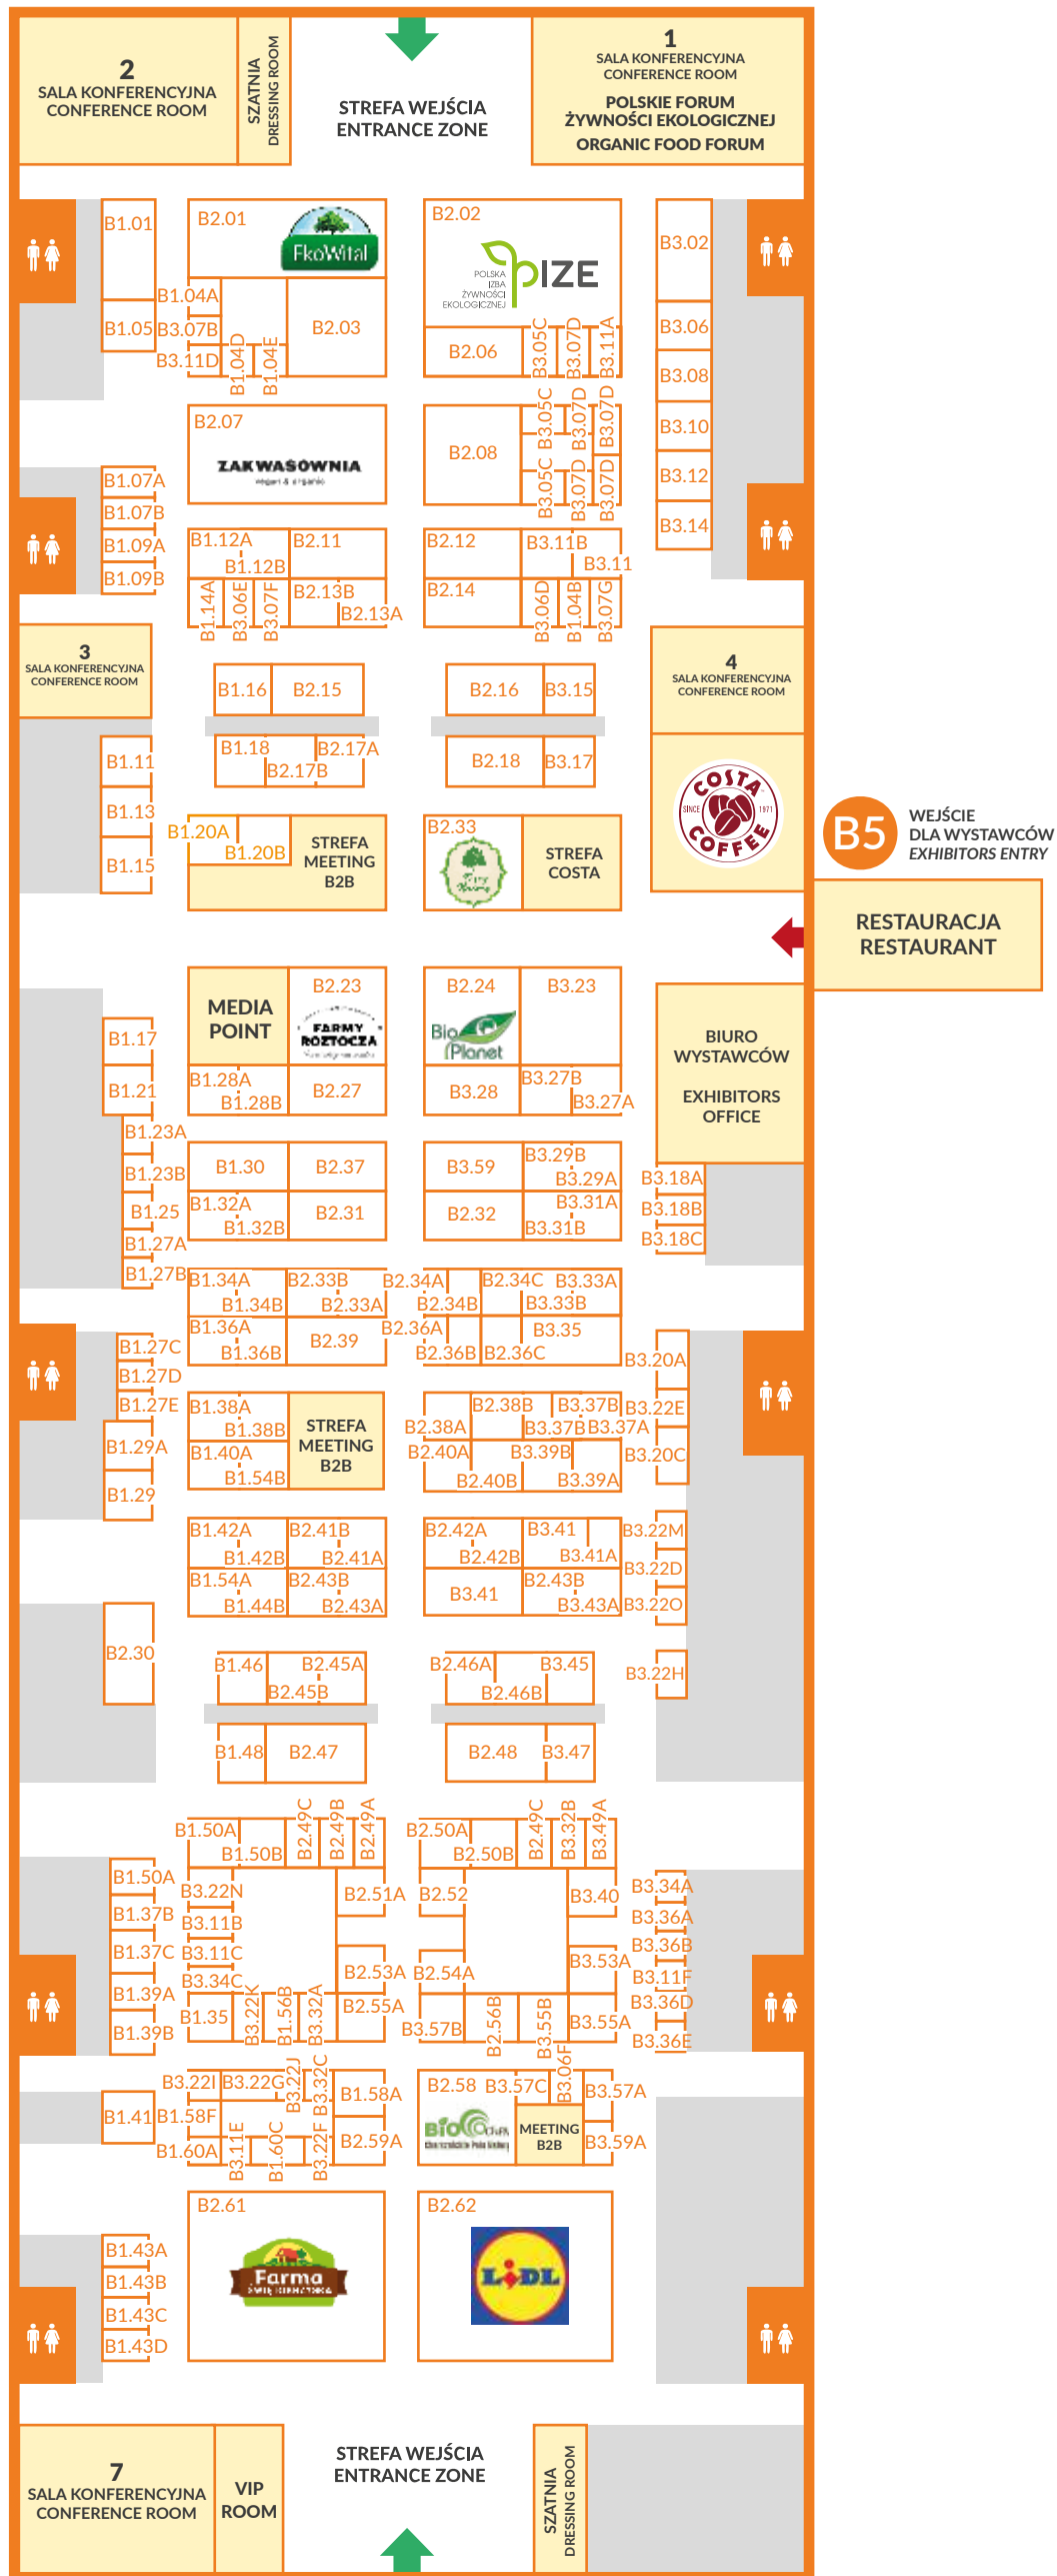 2
SALA KONFERENCYJNA
CONFERENCE ROOM
SZATNIA
DRESSING ROOM
STREFA WEJŚCIA
ENTRANCE ZONE
1
SALA KONFERENCYJNA
CONFERENCE ROOM
POLSKIE FORUM
ŻYWNOŚCI EKOLOGICZNEJ
ORGANIC FOOD FORUM
B1.01
B1.05
B2.01
EkoWital
B1.04A
B3.07B
B3.11D
B1.04D
B1.04E
B2.03
B2.02
PIZE
POLSKA
IZBA
ŻYWNOŚCI
EKOLOGICZNEJ
B2.06
B3.05C
B3.07D
B3.11A
B3.02
B3.06
B3.08
B3.10
B3.12
B3.14
B2.07
ZAKWASOWNIA
vegan & organic
B2.08
B3.05C
B3.07D
B3.07D
B3.05C
B3.07D
B3.07D
B1.07A
B1.07B
B1.09A
B1.09B
B1.12A
B1.12B
B2.11
B1.14A
B3.06E
B3.07F
B2.13B
B2.13A
B2.12
B3.11B
B3.11
B2.14
B3.06D
B1.04B
B3.07G
3
SALA KONFERENCYJNA
CONFERENCE ROOM
4
SALA KONFERENCYJNA
CONFERENCE ROOM
B1.16
B2.15
B2.16
B3.15
B1.18
B2.17A
B2.17B
B2.18
B3.17
B1.11
B1.13
B1.15
COSTA
SINCE 1971
COFFEE
B5
WEJŚCIE
DLA WYSTAWCÓW
EXHIBITORS ENTRY
B1.20A
B1.20B
STREFA
MEETING
B2B
B2.33
STREFA
COSTA
RESTAURACJA
RESTAURANT
MEDIA
POINT
B2.23
FARMY
ROZTOCZA
B2.24
Bio
Planet
B3.23
BIURO
WYSTAWCÓW
EXHIBITORS
OFFICE
B1.17
B1.21
B1.23A
B1.23B
B1.25
B1.27A
B1.27B
B1.28A
B1.28B
B2.27
B3.28
B3.27B
B3.27A
B1.30
B2.37
B3.59
B3.29B
B3.29A
B1.32A
B1.32B
B2.31
B2.32
B3.31A
B3.31B
B3.18A
B3.18B
B3.18C
B1.34A
B1.34B
B2.33B
B2.33A
B2.34A
B2.34B
B2.34C
B3.33A
B3.33B
B1.36A
B1.36B
B2.39
B2.36A
B2.36B
B2.36C
B3.35
B1.27C
B1.27D
B1.27E
B1.29A
B1.29
B3.20A
B3.22E
B3.20C
B1.38A
B1.38B
B1.40A
B1.54B
STREFA
MEETING
B2B
B2.38A
B2.38B
B3.37B
B3.37B
B3.37A
B2.40A
B2.40B
B3.39B
B3.39A
B1.42A
B1.42B
B2.41B
B2.41A
B1.54A
B1.44B
B2.43B
B2.43A
B2.42A
B2.42B
B3.41
B3.41A
B3.41
B2.43B
B3.43A
B3.22M
B3.22D
B3.22O
B3.22H
B2.30
B1.46
B2.45A
B2.45B
B2.46A
B2.46B
B3.45
B1.48
B2.47
B2.48
B3.47
B1.50A
B1.50B
B2.49C
B2.49B
B2.49A
B2.50A
B2.50B
B2.49C
B3.32B
B3.49A
B1.50A
B1.37B
B1.37C
B1.39A
B1.39B
B3.22N
B3.11B
B3.11C
B3.34C
B1.35
B3.22K
B1.56B
B3.32A
B2.51A
B2.53A
B2.55A
B2.52
B2.54A
B3.57B
B2.56B
B3.55B
B3.40
B3.53A
B3.55A
B3.34A
B3.36A
B3.36B
B3.11F
B3.36D
B3.36E
B1.41
B3.22I
B3.22G
B3.22J
B3.32C
B1.58A
B1.58F
B1.60A
B3.11E
B1.60C
B3.22F
B2.59A
B2.58
B3.57C
B3.06F
B3.57A
MEETING
B2B
B3.59A
B2.61
Farma
ŚWIĘTOKRZYSKA
B2.62
LIDL
B1.43A
B1.43B
B1.43C
B1.43D
7
SALA KONFERENCYJNA
CONFERENCE ROOM
VIP
ROOM
STREFA WEJŚCIA
ENTRANCE ZONE
SZATNIA
DRESSING ROOM